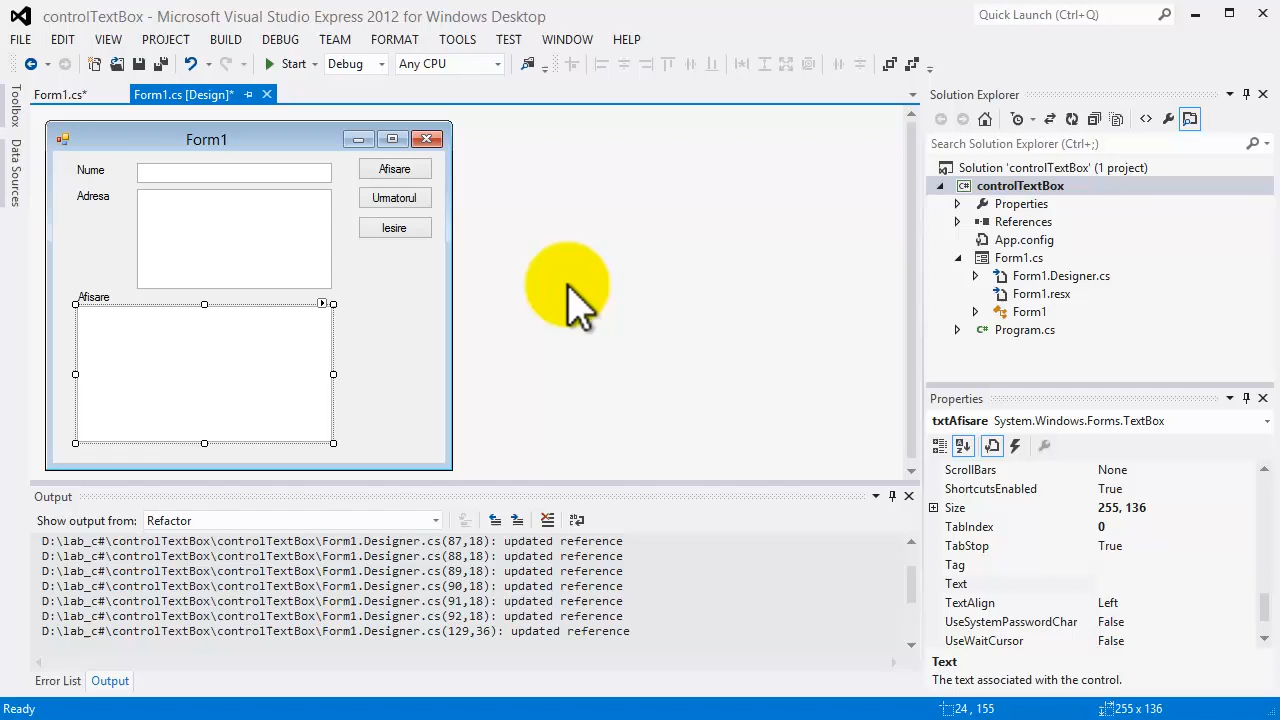 controlTextBox - Microsoft Visual Studio Express 2012 for Windows Desktop
Quick Launch (Ctrl+Q)
FILE EDIT VIEW PROJECT BUILD DEBUG TEAM FORMAT TOOLS TEST WINDOW HELP
Start Debug Any CPU
Toolbox
Data Sources
Form1.cs* Form1.cs [Design]*
Form1
Nume
Adresa
Afisare
Umatorul
Iesire
Afisare
Output
Show output from: Refactor
D:\lab_c#\controlTextBox\controlTextBox\Form1.Designer.cs(87,18): updated reference
D:\lab_c#\controlTextBox\controlTextBox\Form1.Designer.cs(88,18): updated reference
D:\lab_c#\controlTextBox\controlTextBox\Form1.Designer.cs(89,18): updated reference
D:\lab_c#\controlTextBox\controlTextBox\Form1.Designer.cs(90,18): updated reference
D:\lab_c#\controlTextBox\controlTextBox\Form1.Designer.cs(91,18): updated reference
D:\lab_c#\controlTextBox\controlTextBox\Form1.Designer.cs(92,18): updated reference
D:\lab_c#\controlTextBox\controlTextBox\Form1.Designer.cs(129,36): updated reference
Error List Output
Solution Explorer
Search Solution Explorer (Ctrl+;)
Solution 'controlTextBox' (1 project)
C# controlTextBox
Properties
References
App.config
Form1.cs
Form1.Designer.cs
Form1.resx
Form1
C# Program.cs
Properties
txtAfisare System.Windows.Forms.TextBox
ScrollBars None
ShortcutsEnabled True
Size 255, 136
TabIndex 0
TabStop True
Tag
Text
TextAlign Left
UseSystemPasswordChar False
UseWaitCursor False
Text
The text associated with the control.
Ready 24 , 155 255 x 136